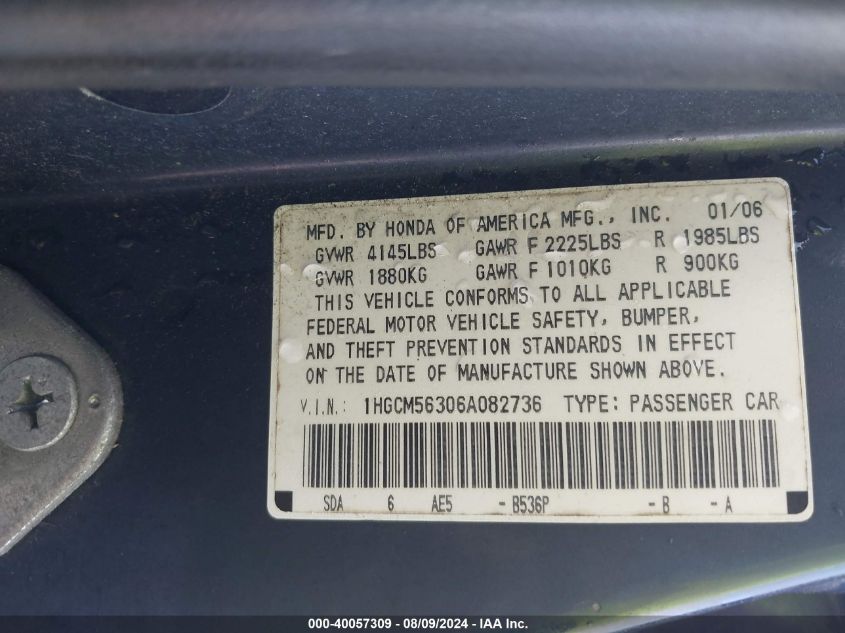 MFD. BY HONDA OF AMERICA MFG., INC. 01/06
GVWR 4145LBS GAWR F 2225LBS R 1985LBS
GVWR 1880KG GAWR F 1010KG R 900KG
THIS VEHICLE CONFORMS TO ALL APPLICABLE
FEDERAL MOTOR VEHICLE SAFETY, BUMPER,
AND THEFT PREVENTION STANDARDS IN EFFECT
ON THE DATE OF MANUFACTURE SHOWN ABOVE.
V.I.N.: 1HGCM56306A082736 TYPE: PASSENGER CAR
SDA 6 AE5 -B536P -B -A
000-40057309 - 08/09/2024 - IAA Inc.